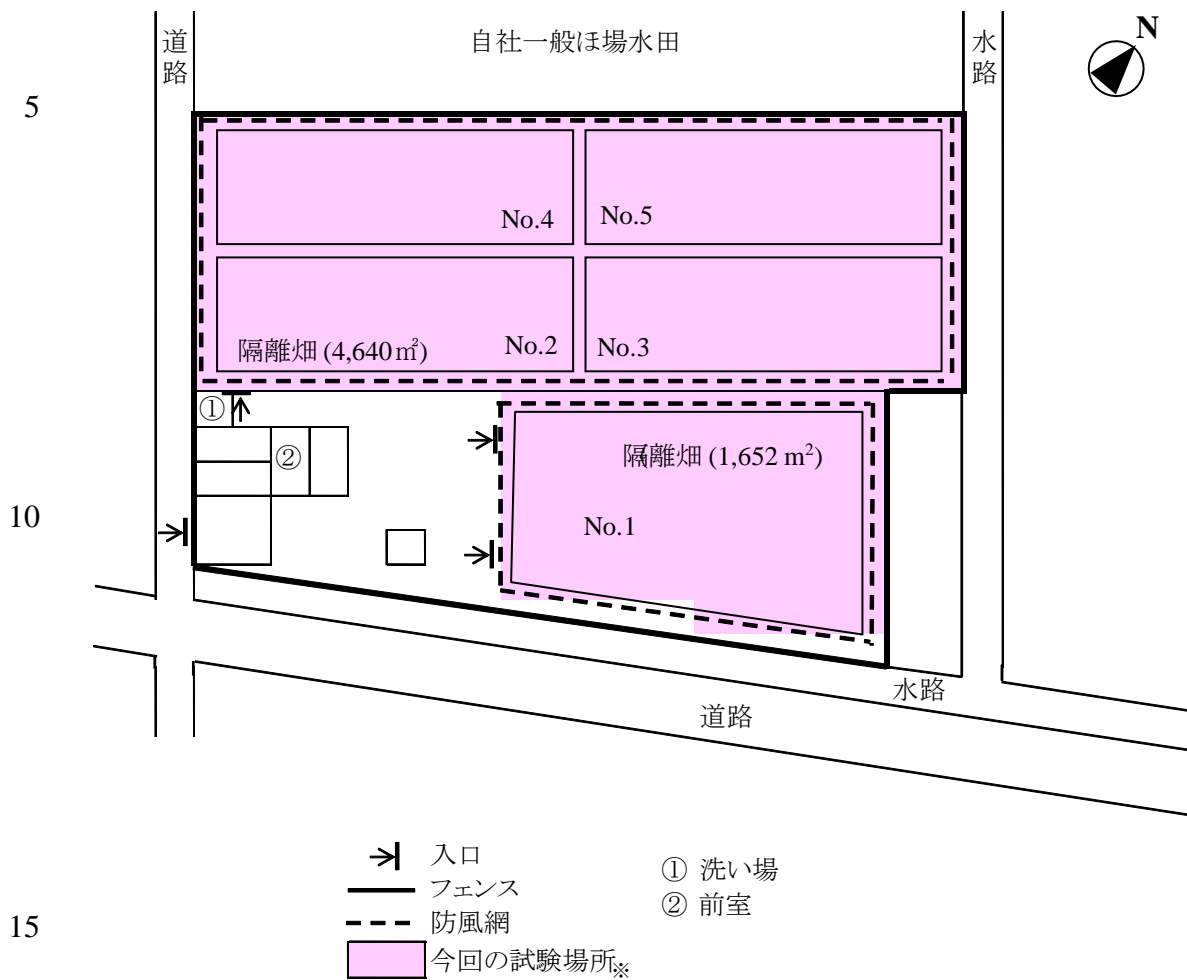 道路
自社一般ほ場水田
水路
N
5
No.4
No.5
隔離畑 (4,640㎡)
No.2
No.3
①
②
隔離畑 (1,652 m²)
10
No.1
水路
道路
入口
① 洗い場
フェンス
② 前室
防風網
15
今回の試験場所※